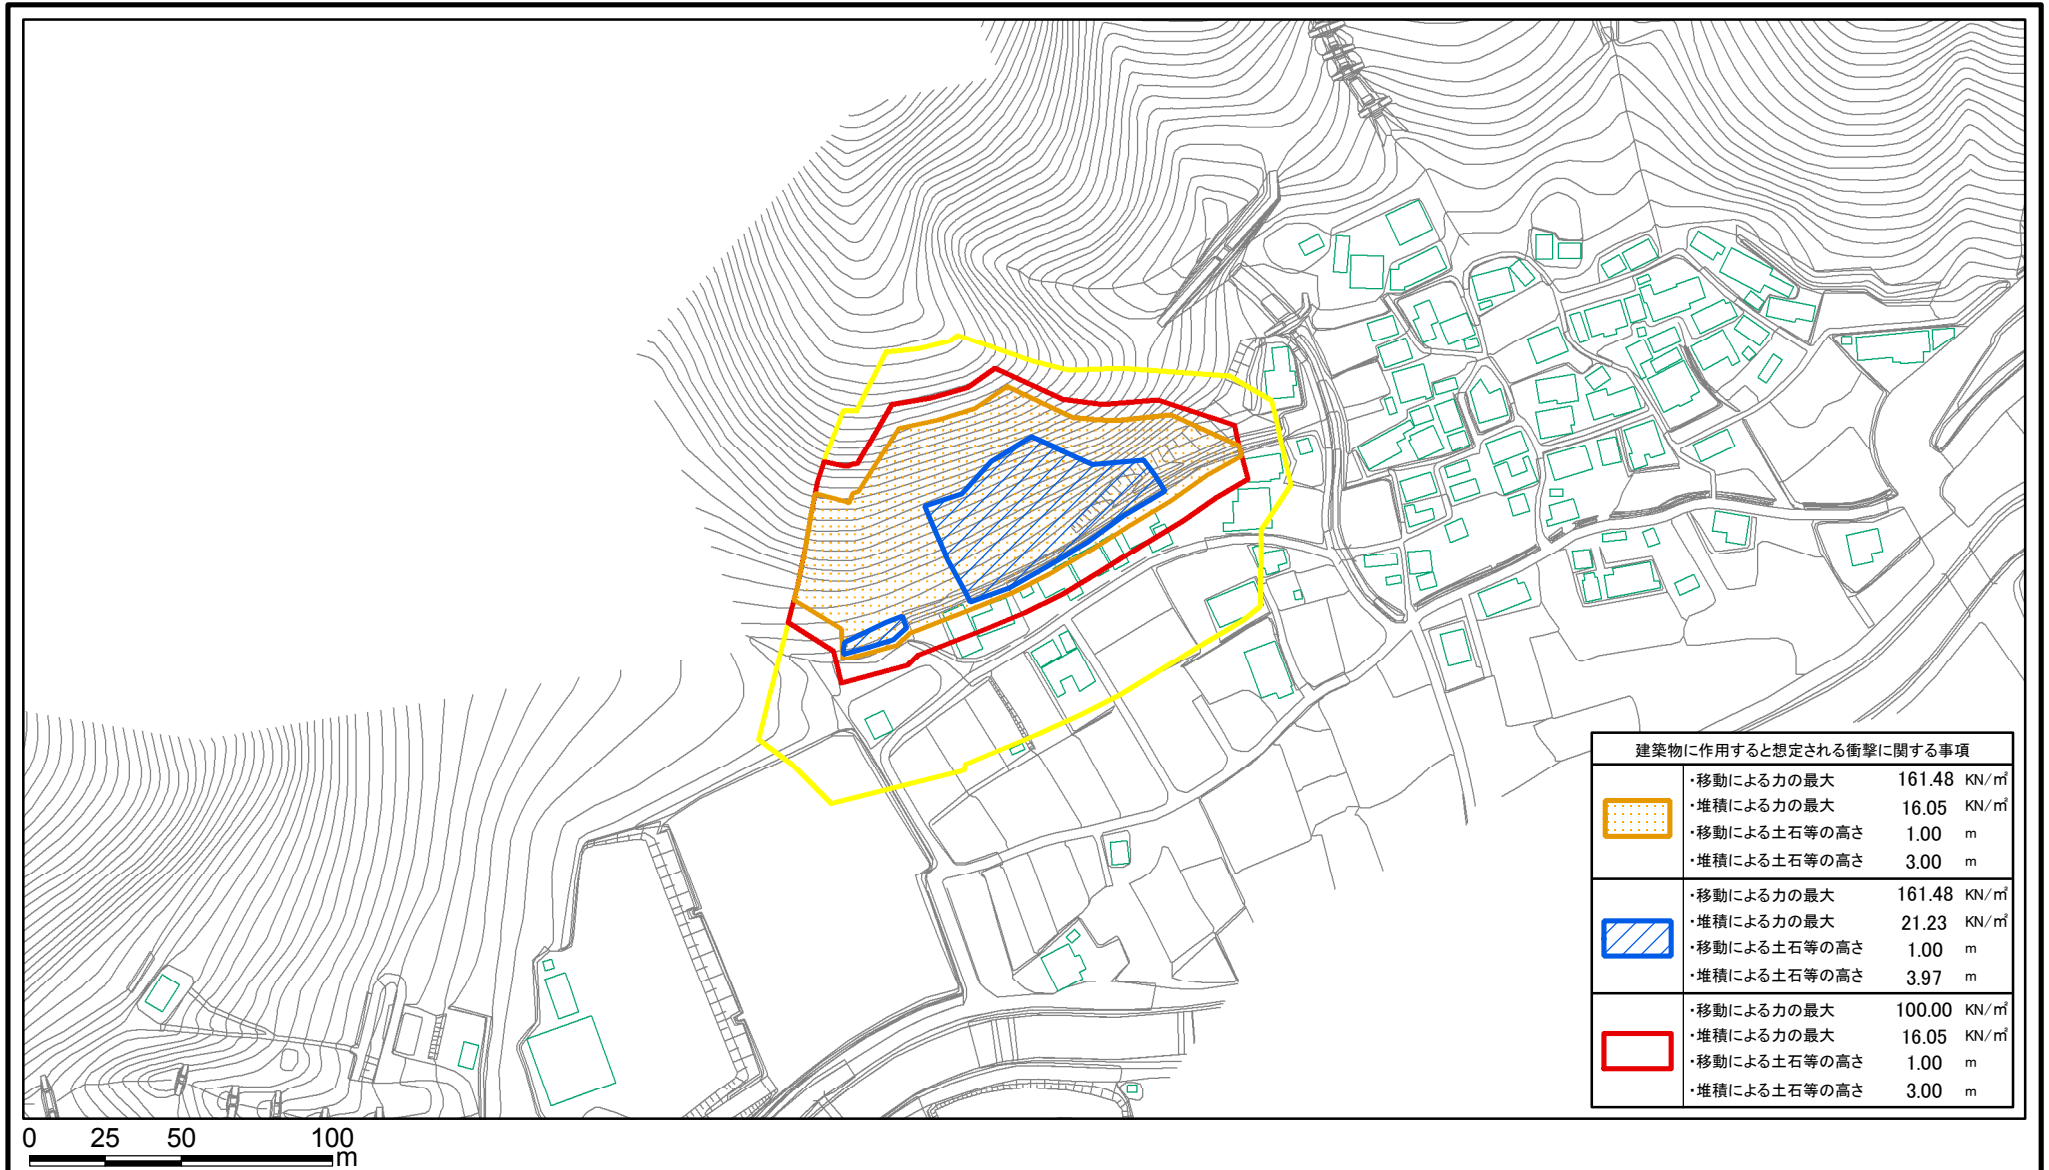 建築物に作用すると想定される衝撃に関する事項
・移動による力の最大 161.48 KN/㎡
・堆積による力の最大 16.05 KN/㎡
・移動による土石等の高さ 1.00 m
・堆積による土石等の高さ 3.00 m
・移動による力の最大 161.48 KN/㎡
・堆積による力の最大 21.23 KN/㎡
・移動による土石等の高さ 1.00 m
・堆積による土石等の高さ 3.97 m
・移動による力の最大 100.00 KN/㎡
・堆積による力の最大 16.05 KN/㎡
・移動による土石等の高さ 1.00 m
・堆積による土石等の高さ 3.00 m
0 25 50 100
m